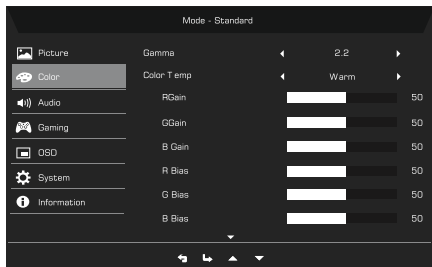 Mode - Standard
Picture
Gamma 2.2
Color
Color Temp Warm
RGain 50
Audio
GGain 50
Gaming
B Gain 50
OSD
R Bias 50
System
G Bias 50
Information
B Bias 50